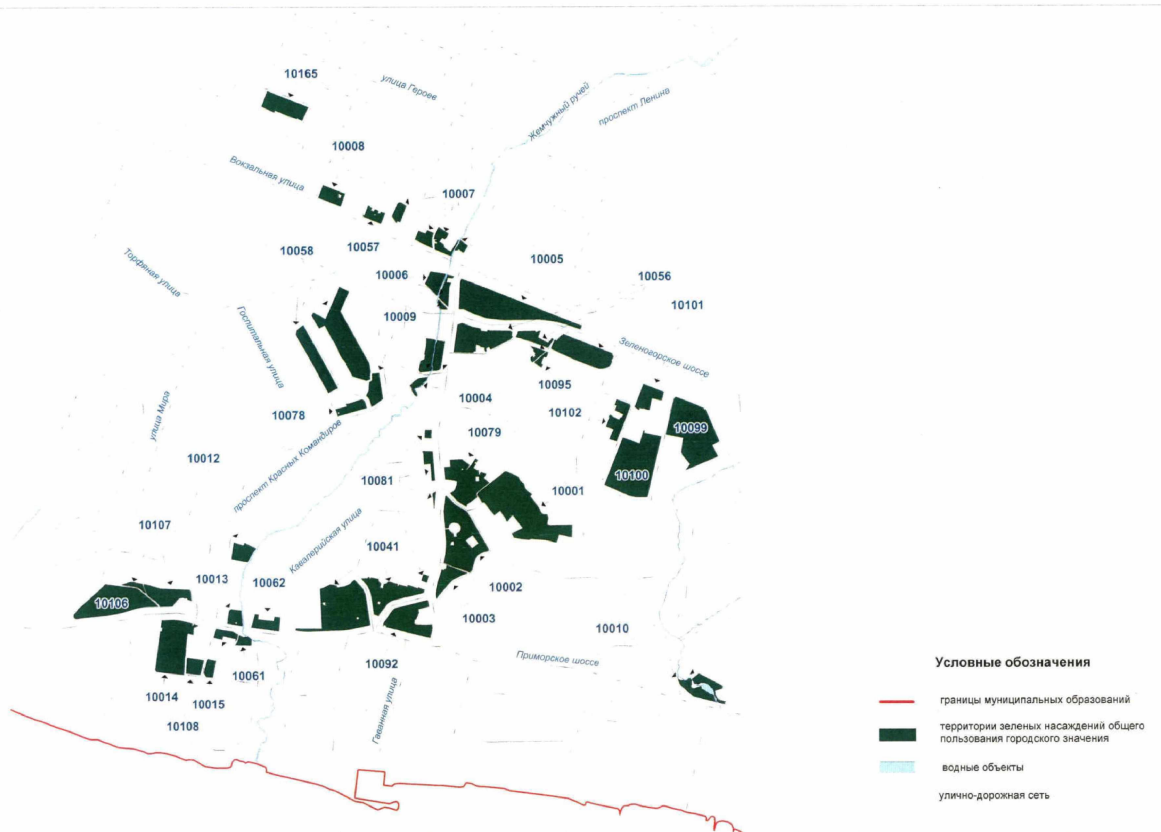 10165
улица Героев
Жемчужный ручей
проспект Ленина
10008
Вокзальная улица
10007
10058
10057
10005
Торфяная улица
10006
10056
10101
Госпитальная улица
10009
Зеленогорское шоссе
10095
10004
10102
10078
улица Мира
10099
проспект Красных Командиров
10079
10012
10100
10081
10001
10107
Кавалерийская улица
10041
10013
10062
10002
10106
10003
10010
Приморское шоссе
10092
10061
10014
10015
10108
Гаванная улица
Условные обозначения
границы муниципальных образований
территории зеленых насаждений общего
пользования городского значения
водные объекты
улично-дорожная сеть